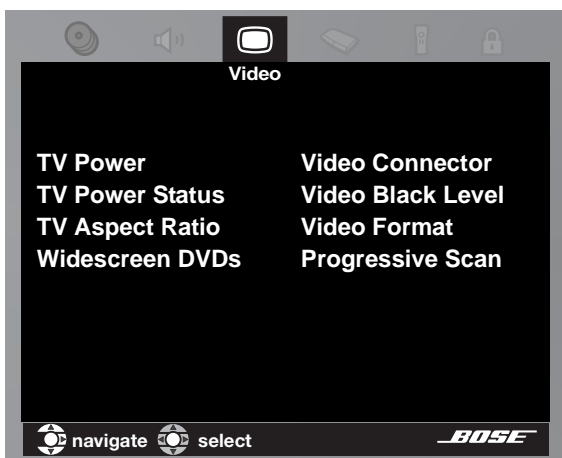 Video
TV Power
TV Power Status
TV Aspect Ratio
Widescreen DVDs
Video Connector
Video Black Level
Video Format
Progressive Scan
navigate select
BOSE